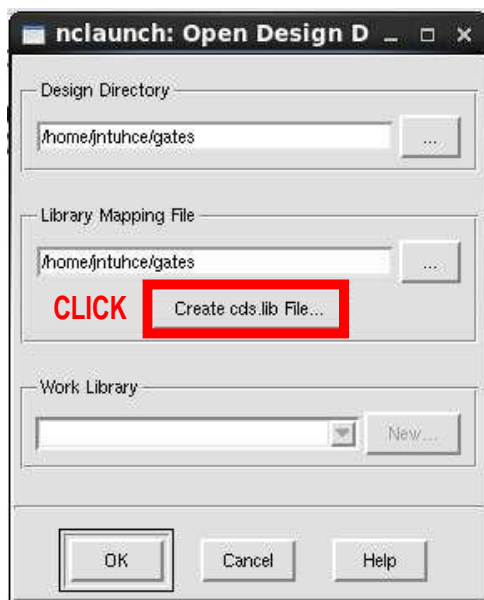 nclaunch: Open Design D
Design Directory
/home/jntuhce/gates
...
Library Mapping File
/home/jntuhce/gates
...
CLICK Create cds.lib File...
Work Library
New...
OK Cancel Help